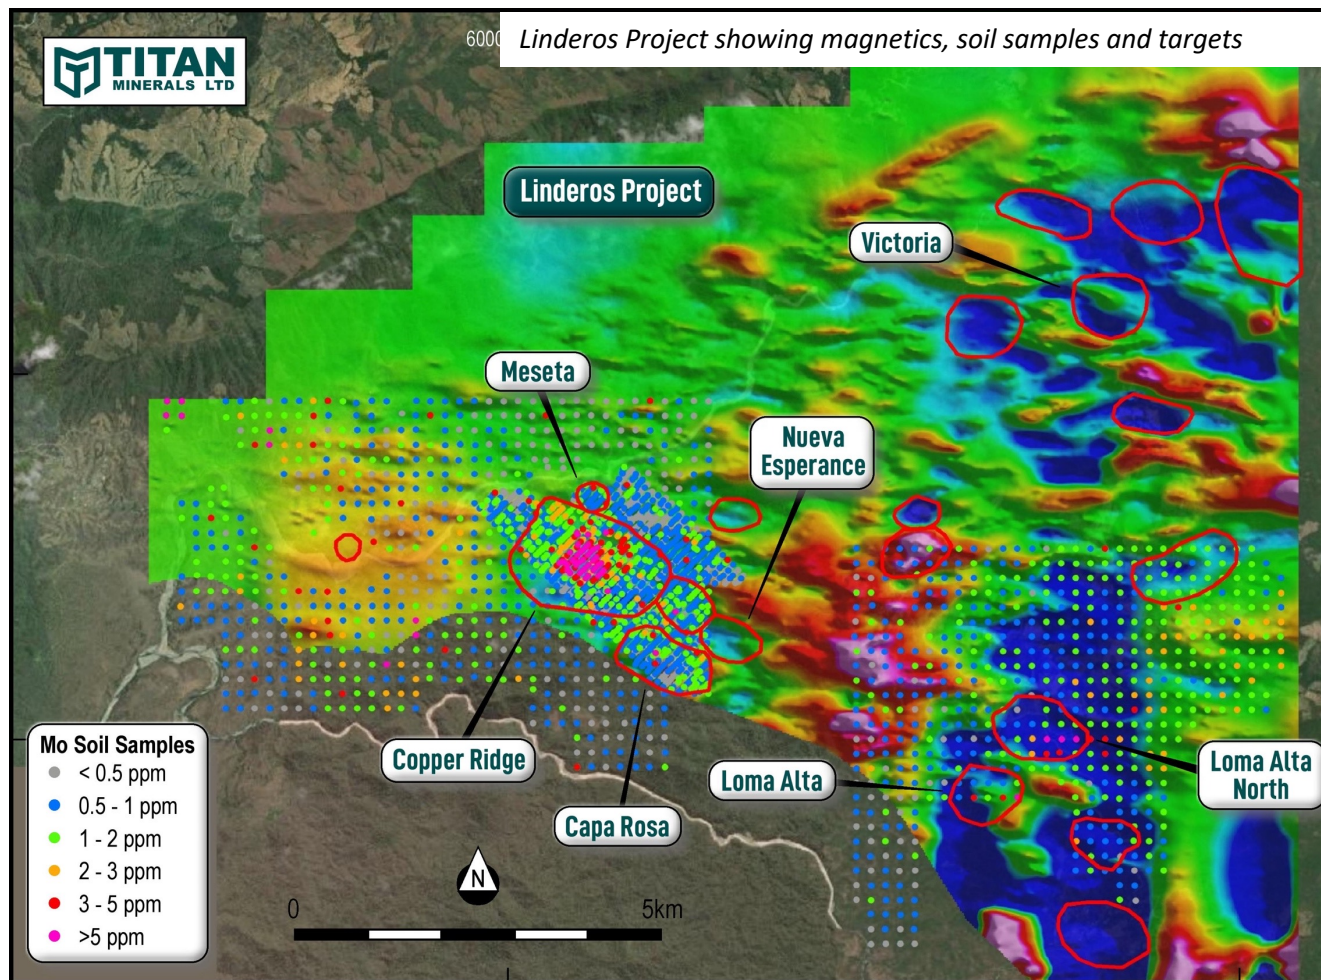 Linderos Project showing magnetics, soil samples and targets
6000
TITAN
MINERALS LTD
Linderos Project
Victoria
Meseta
Nueva
Esperance
Copper Ridge
Capa Rosa
Loma Alta
Loma Alta
North
Mo Soil Samples
< 0.5 ppm
0.5 - 1 ppm
1 - 2 ppm
2 - 3 ppm
3 - 5 ppm
>5 ppm
N
0
5km